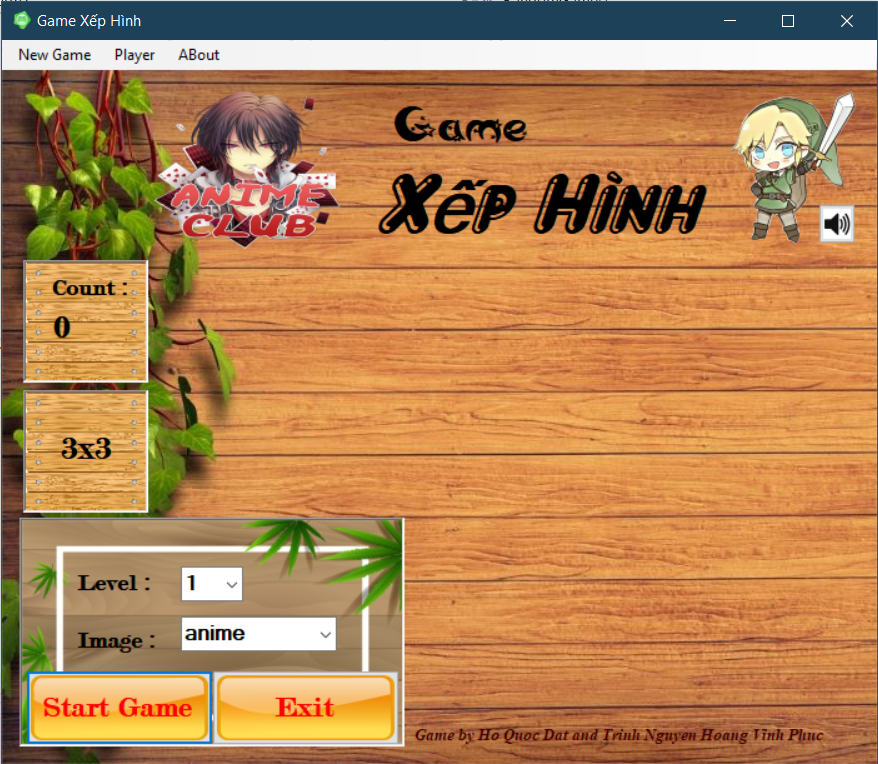 Game Xếp Hình
New Game Player ABout
Game
Xếp Hình
ANIME
CLUB
Count :
0
3x3
Level : 1
Image : anime
Start Game Exit
Game by Ho Quoc Dat and Trinh Nguyen Hoang Vinh Phuc